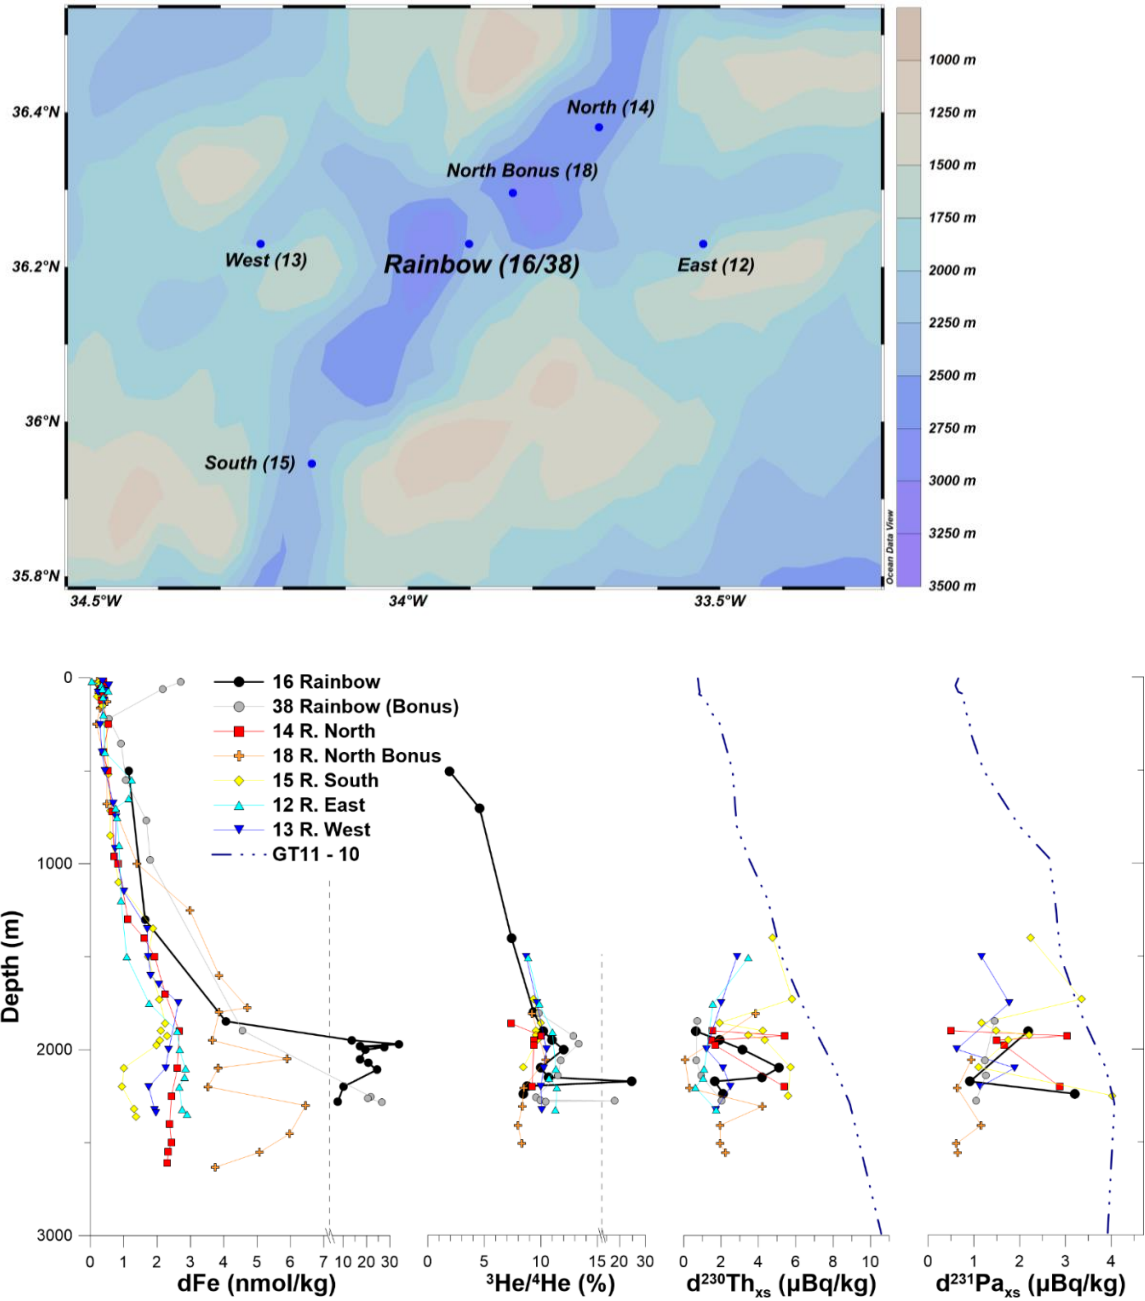 1000 m
36.4°N
North (14)
1250 m
North Bonus (18)
1500 m
1750 m
West (13)
Rainbow (16/38)
East (12)
36.2°N
2000 m
2250 m
2500 m
36°N
2750 m
South (15)
3000 m
3250 m
35.8°N
3500 m
Ocean Data View
34.5°W 34°W 33.5°W
0
16 Rainbow
38 Rainbow (Bonus)
14 R. North
18 R. North Bonus
15 R. South
12 R. East
13 R. West
GT11 - 10
1000
Depth (m)
2000
3000
0 1 2 3 4 5 6 7 10 20 30
0 5 10 15 20 30
0 2 4 6 8 10
0 1 2 3 4
dFe (nmol/kg)
³He/⁴He (%)
d²³⁰Thxs (µBq/kg)
d²³¹Paxs (µBq/kg)